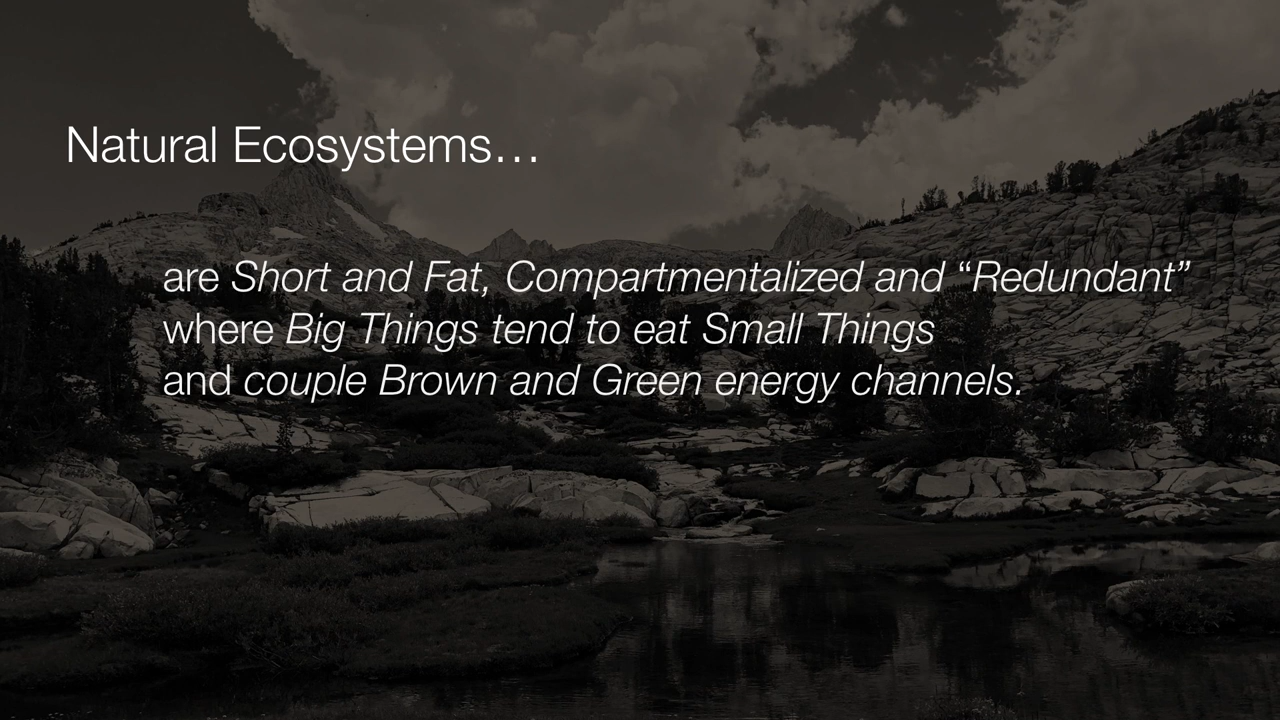 Natural Ecosystems…
are Short and Fat, Compartmentalized and “Redundant”
where Big Things tend to eat Small Things
and couple Brown and Green energy channels.